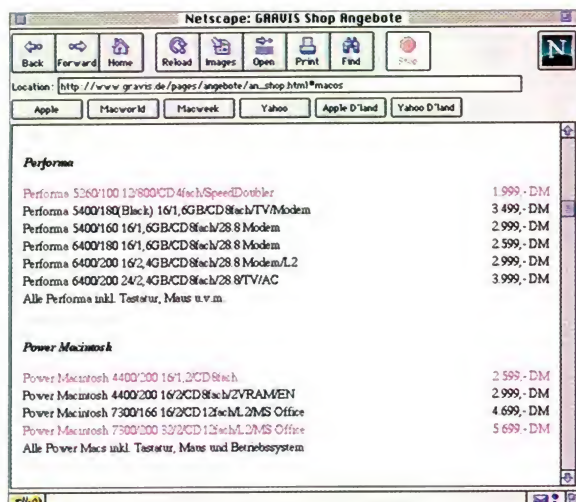 Netscape: GRAVIS Shop Angebote
Back Forward Home Reload Images Open Print Find Stop
N
Location: http://www.gravis.de/pages/angebote/an_shop.html#macos
Apple Macworld Macweek Yahoo Apple D'land Yahoo D'land
Performa
Performa 5260/100 12/800/CD4fach/SpeedDoubler 1.999,- DM
Performa 5400/180(Black) 16/1,6GB/CD8fach/TV/Modem 3 499,- DM
Performa 5400/160 16/1,6GB/CD8fach/28.8 Modem 2.999,- DM
Performa 6400/180 16/1,6GB/CD8fach/28.8 Modem 2.599,- DM
Performa 6400/200 16/2,4GB/CD8fach/28.8 Modem/L2 2.999,- DM
Performa 6400/200 24/2,4GB/CD8fach/28.8/TV/AC 3.999,- DM
Alle Performa inkl. Tastatur, Maus u.v.m.
Power Macintosh
Power Macintosh 4400/200 16/1,2/CD8fach 2 599,- DM
Power Macintosh 4400/200 16/2/CD8fach/2VRAM/EN 2.999,- DM
Power Macintosh 7300/166 16/2/CD12fach/L2/MS Office 4 699,- DM
Power Macintosh 7300/200 32/2/CD12fach/L2/MS Office 5 699,- DM
Alle Power Macs inkl. Tastatur, Maus und Betriebssystem